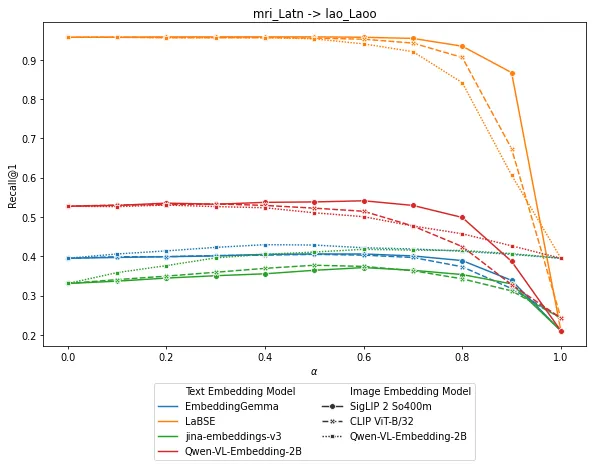 mri_Latn -> lao_Laoo
Recall@1
0.9
0.8
0.7
0.6
0.5
0.4
0.3
0.2
0.0 0.2 0.4 0.6 0.8 1.0
α
Text Embedding Model Image Embedding Model
EmbeddingGemma SigLIP 2 So400m
LaBSE CLIP ViT-B/32
jina-embeddings-v3 Qwen-VL-Embedding-2B
Qwen-VL-Embedding-2B